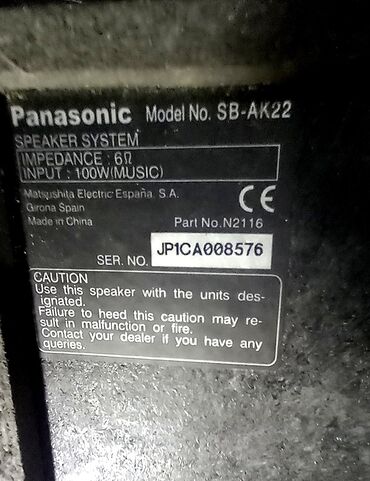 Panasonic Model No. SB-AK22
SPEAKER SYSTEM
IMPEDANCE : 6Ω
INPUT : 100W(MUSIC)
Matsushita Electric España S.A.
Girona Spain
Made in China
CE
Part No.N2116
SER. NO. JP1CA008576
CAUTION
Use this speaker with the units des-
ignated.
Failure to heed this caution may re-
sult in malfunction or fire.
Contact your dealer if you have any
queries.